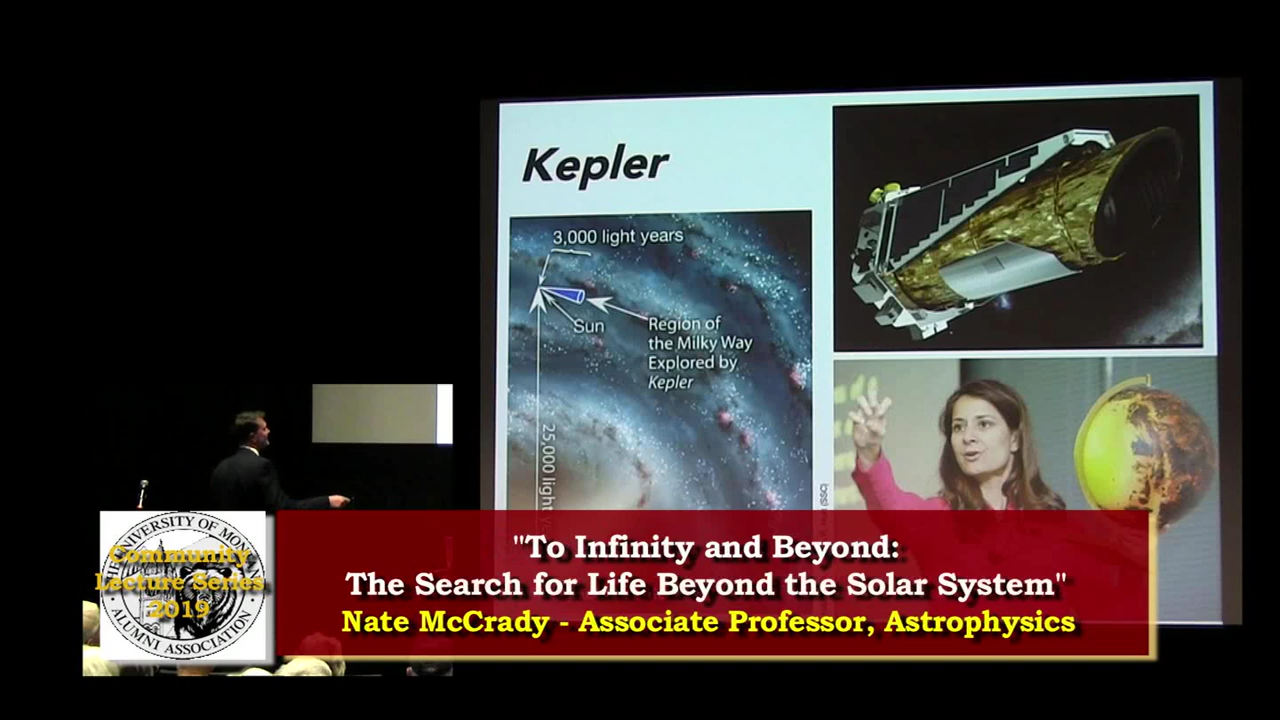 Kepler
3,000 light years
Sun
Region of
the Milky Way
Explored by
Kepler
25,000
UNIVERSITY OF
Community
Lecture Series
2019
ALUMNI ASSOCIATION
"To Infinity and Beyond:
The Search for Life Beyond the Solar System"
Nate McCrady - Associate Professor, Astrophysics